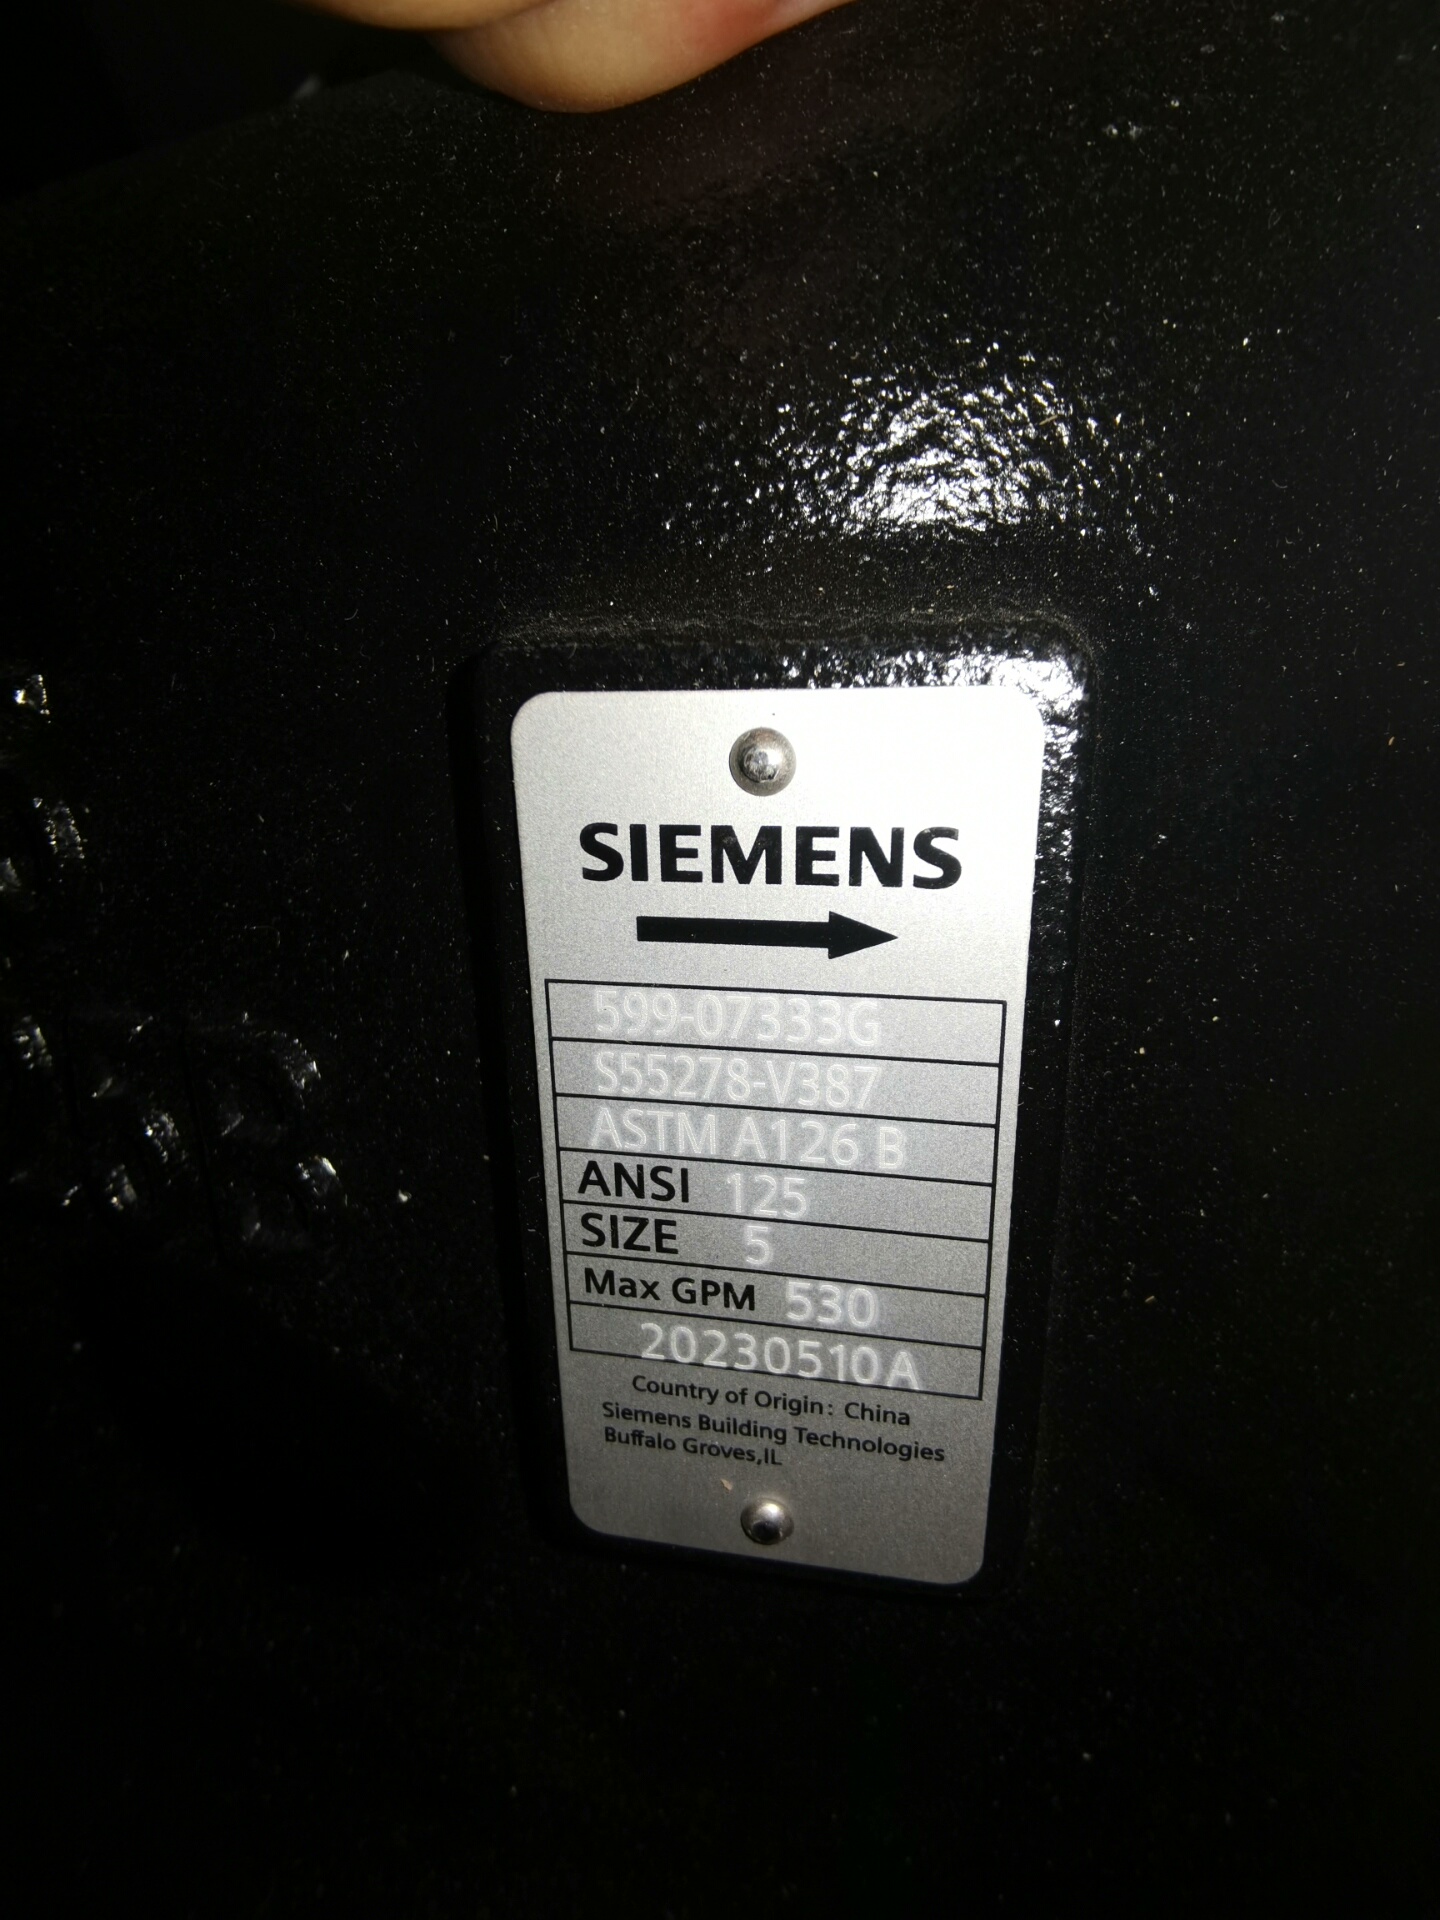 SIEMENS
599-07333G
S55278-V387
ASTM A126 B
ANSI 125
SIZE 5
Max GPM 530
20230510A
Country of Origin: China
Siemens Building Technologies
Buffalo Groves,IL